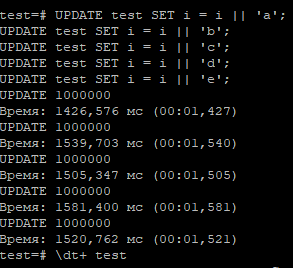 test=# UPDATE test SET i = i || 'a';
UPDATE test SET i = i || 'b';
UPDATE test SET i = i || 'c';
UPDATE test SET i = i || 'd';
UPDATE test SET i = i || 'e';
UPDATE 1000000
Время: 1426,576 мс (00:01,427)
UPDATE 1000000
Время: 1539,703 мс (00:01,540)
UPDATE 1000000
Время: 1505,347 мс (00:01,505)
UPDATE 1000000
Время: 1581,400 мс (00:01,581)
UPDATE 1000000
Время: 1520,762 мс (00:01,521)
test=# \dt+ test